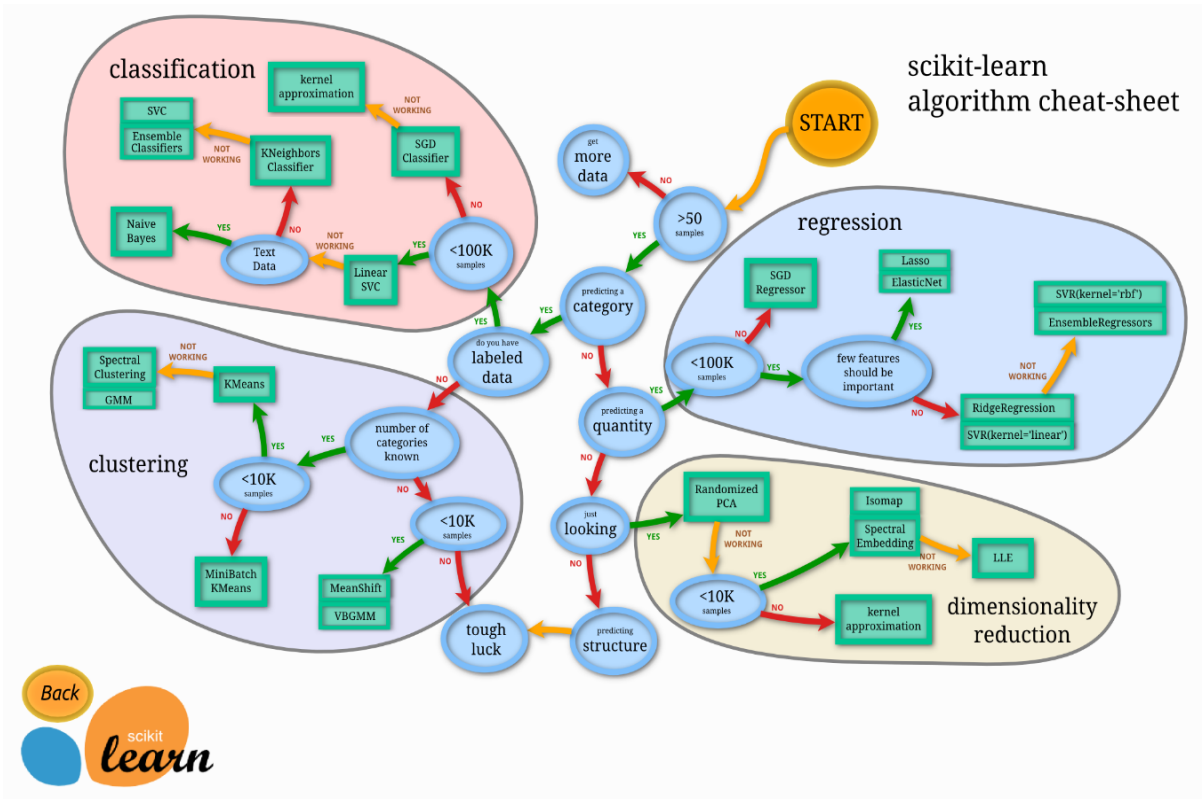 scikit-learn
algorithm cheat-sheet
START
get
more
data
NO
>50
samples
YES
predicting a
category
YES
NO
do you have
labeled
data
YES
NO
predicting a
quantity
YES
NO
just
looking
YES
NO
predicting
structure
tough
luck
classification
kernel
approximation
NOT
WORKING
SGD
Classifier
NO
<100K
samples
YES
Linear
SVC
NOT
WORKING
Text
Data
YES
Naive
Bayes
NO
KNeighbors
Classifier
NOT
WORKING
SVC
Ensemble
Classifiers
regression
<100K
samples
NO
SGD
Regressor
YES
few features
should be
important
YES
Lasso
ElasticNet
NO
RidgeRegression
SVR(kernel='linear')
NOT
WORKING
SVR(kernel='rbf')
EnsembleRegressors
clustering
number of
categories
known
YES
NO
<10K
samples
YES
KMeans
NOT
WORKING
Spectral
Clustering
GMM
NO
MiniBatch
KMeans
<10K
samples
YES
MeanShift
VBGMM
NO
dimensionality
reduction
Randomized
PCA
NOT
WORKING
<10K
samples
YES
Isomap
Spectral
Embedding
NOT
WORKING
LLE
NO
kernel
approximation
Back
scikit
learn